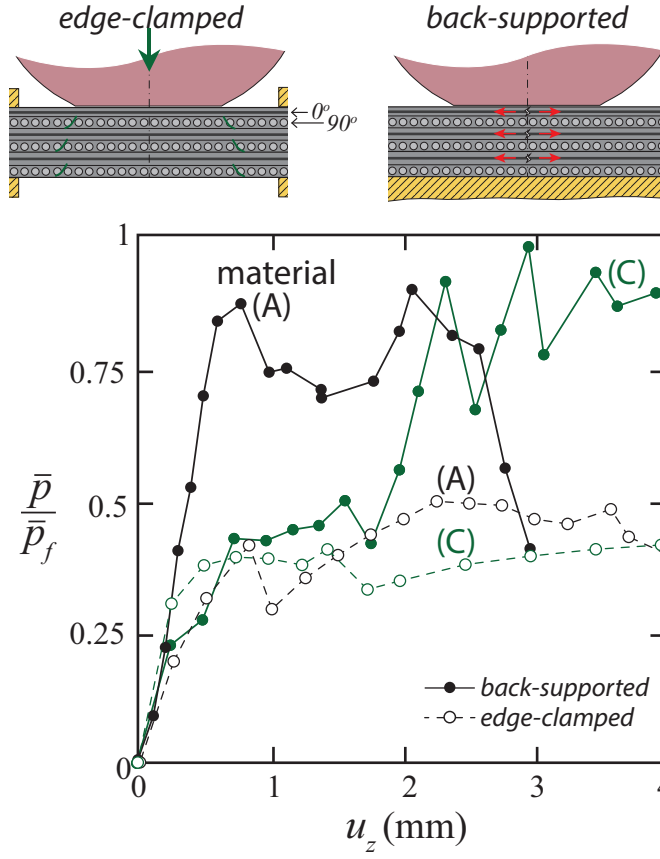 edge-clamped
back-supported
0°
90°
1
material
(A)
(C)
0.75
p̅
p̅f
0.5
(A)
(C)
0.25
back-supported
edge-clamped
0
0 1 2 3 4
uz (mm)